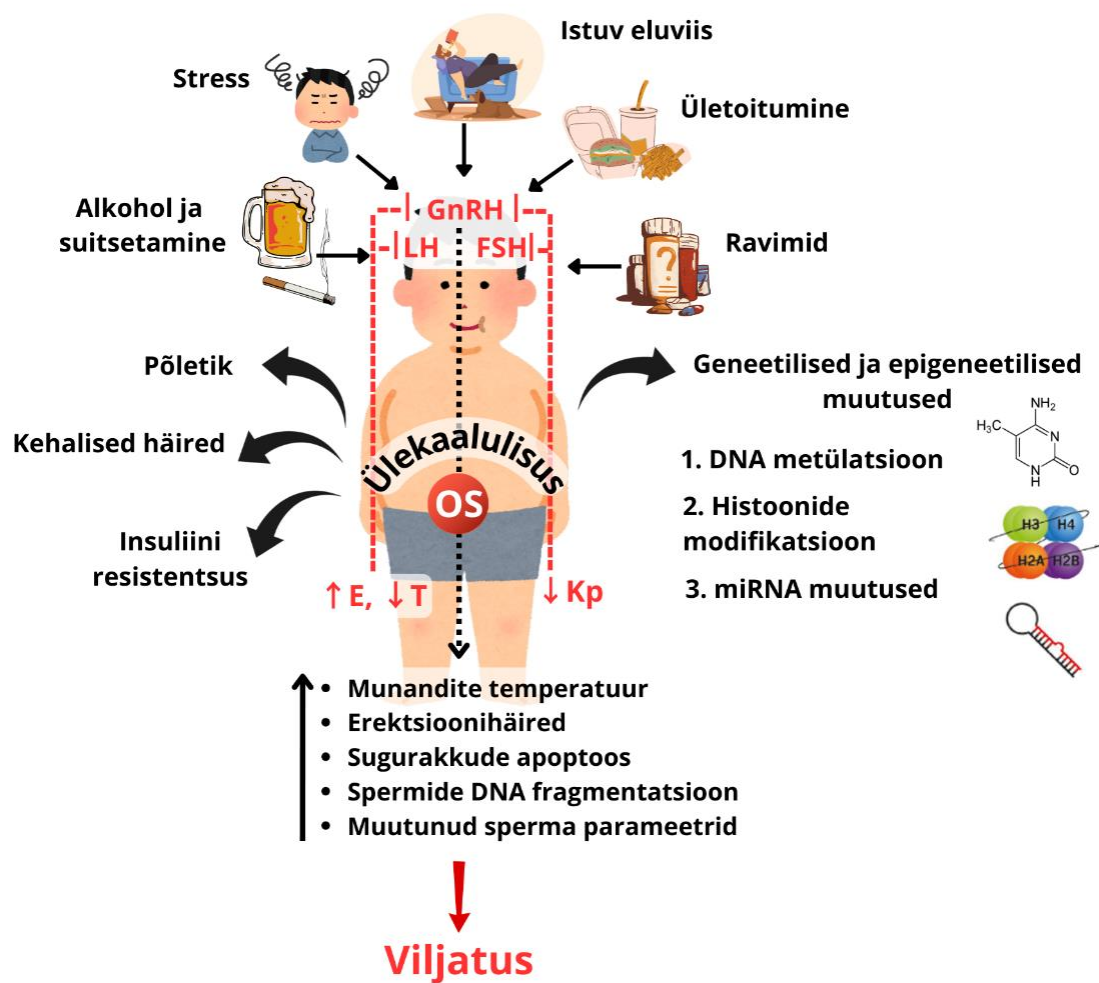 Istuv eluviis
Stress
Ületoitumine
Alkohol ja
suitsetamine
GnRH
LH FSH
Ravimid
?
Põletik
Kehalised häired
Insuliini
resistentsus
Ülekaalulisus
OS
↑ E, ↓ T
↓ Kp
Geneetilised ja epigeneetilised
muutused
1. DNA metülatsioon
NH₂
H₃C
N
N
H
O
2. Histoonide
modifikatsioon
H3 H4
H2A H2B
3. miRNA muutused
• Munandite temperatuur
• Erektsioonihäired
• Sugurakkude apoptoos
• Spermide DNA fragmentatsioon
• Muutunud sperma parameetrid
Viljatus